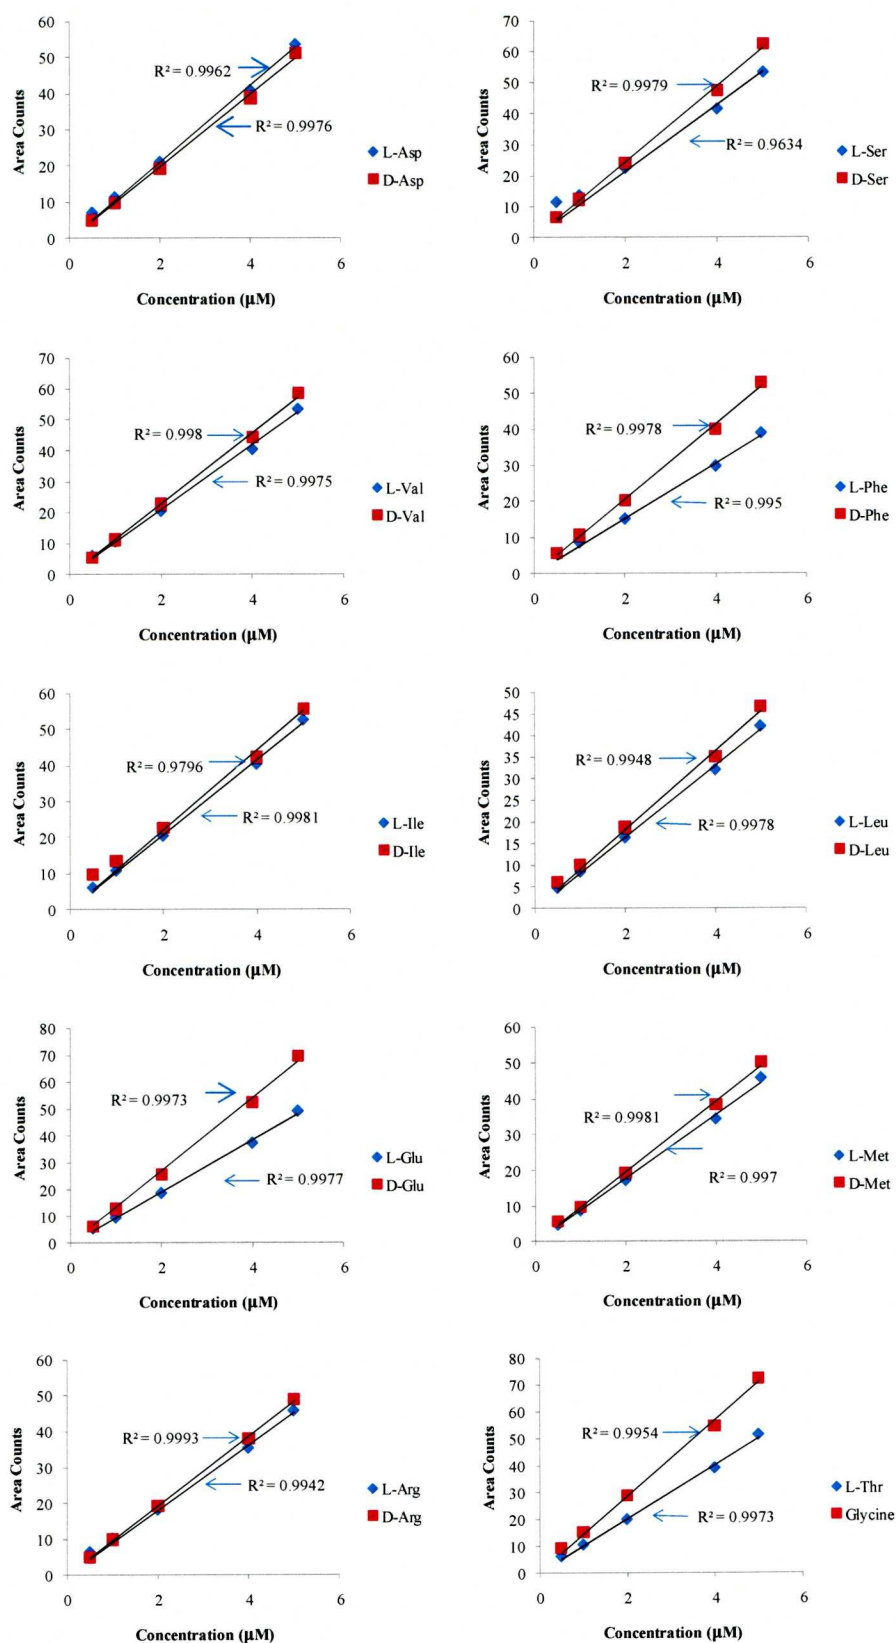 60
50
40
30
20
10
0
Area Counts
R² = 0.9962
R² = 0.9976
L-Asp
D-Asp
0 2 4 6
Concentration (µM)
70
60
50
40
30
20
10
0
Area Counts
R² = 0.9979
R² = 0.9634
L-Ser
D-Ser
0 2 4 6
Concentration (µM)
70
60
50
40
30
20
10
0
Area Counts
R² = 0.998
R² = 0.9975
L-Val
D-Val
0 2 4 6
Concentration (µM)
60
50
40
30
20
10
0
Area Counts
R² = 0.9978
R² = 0.995
L-Phe
D-Phe
0 2 4 6
Concentration (µM)
60
50
40
30
20
10
0
Area Counts
R² = 0.9796
R² = 0.9981
L-Ile
D-Ile
0 2 4 6
Concentration (µM)
50
45
40
35
30
25
20
15
10
5
0
Area Counts
R² = 0.9948
R² = 0.9978
L-Leu
D-Leu
0 2 4 6
Concentration (µM)
80
70
60
50
40
30
20
10
0
Area Counts
R² = 0.9973
R² = 0.9977
L-Glu
D-Glu
0 2 4 6
Concentration (µM)
60
50
40
30
20
10
0
Area Counts
R² = 0.9981
R² = 0.997
L-Met
D-Met
0 2 4 6
Concentration (µM)
60
50
40
30
20
10
0
Area Counts
R² = 0.9993
R² = 0.9942
L-Arg
D-Arg
0 2 4 6
Concentration (µM)
80
70
60
50
40
30
20
10
0
Area Counts
R² = 0.9954
R² = 0.9973
L-Thr
Glycine
0 2 4 6
Concentration (µM)